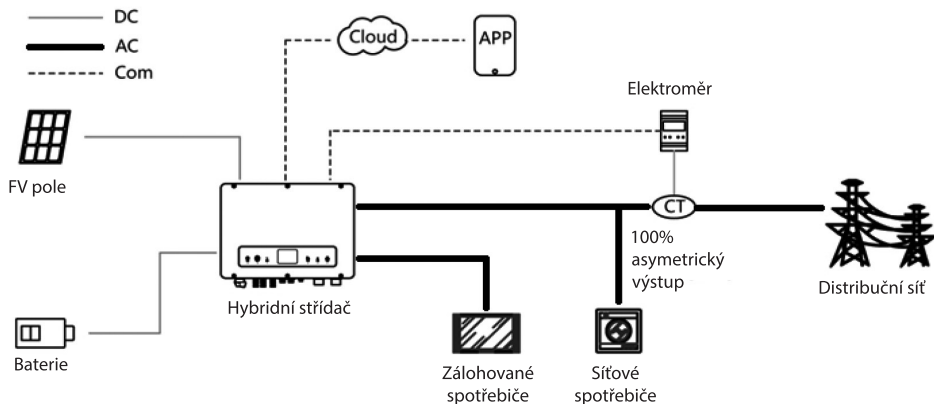 DC
AC
Com
Cloud
APP
Elektroměr
FV pole
CT
100%
asymetrický
výstup
Distribuční síť
Hybridní střídač
Baterie
Zálohované
spotřebiče
Síťové
spotřebiče